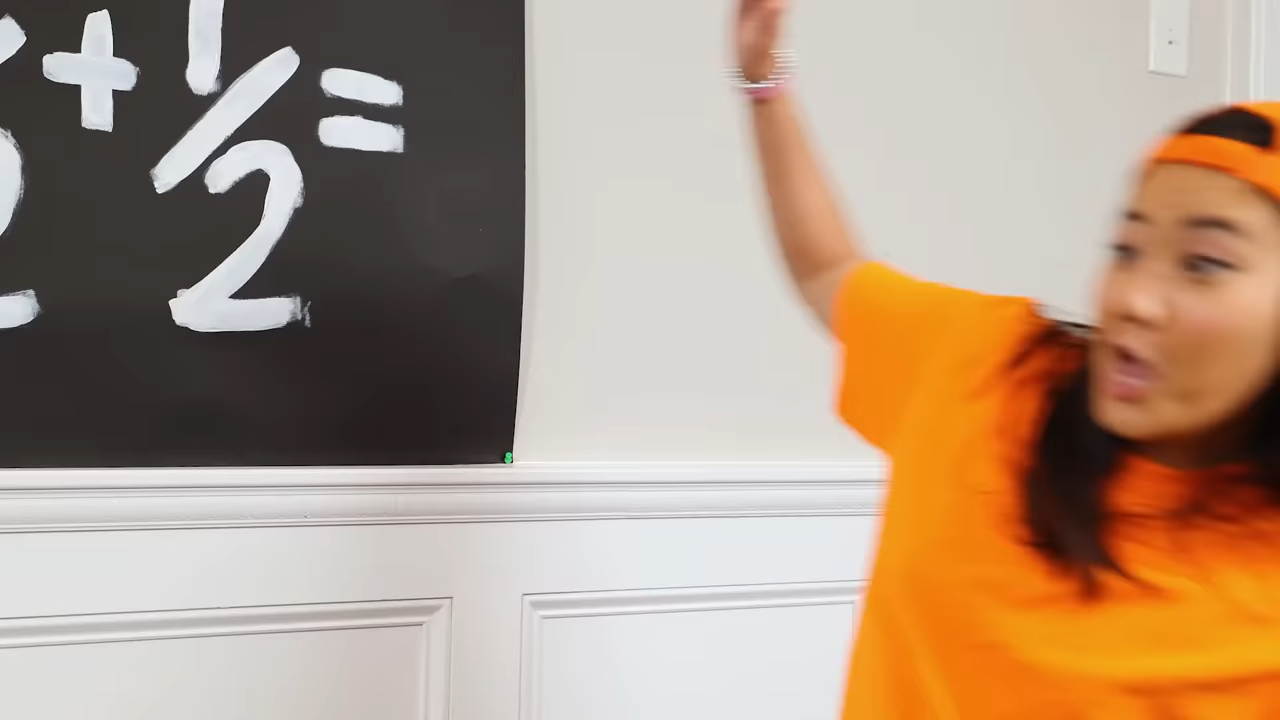 + 1/2 =